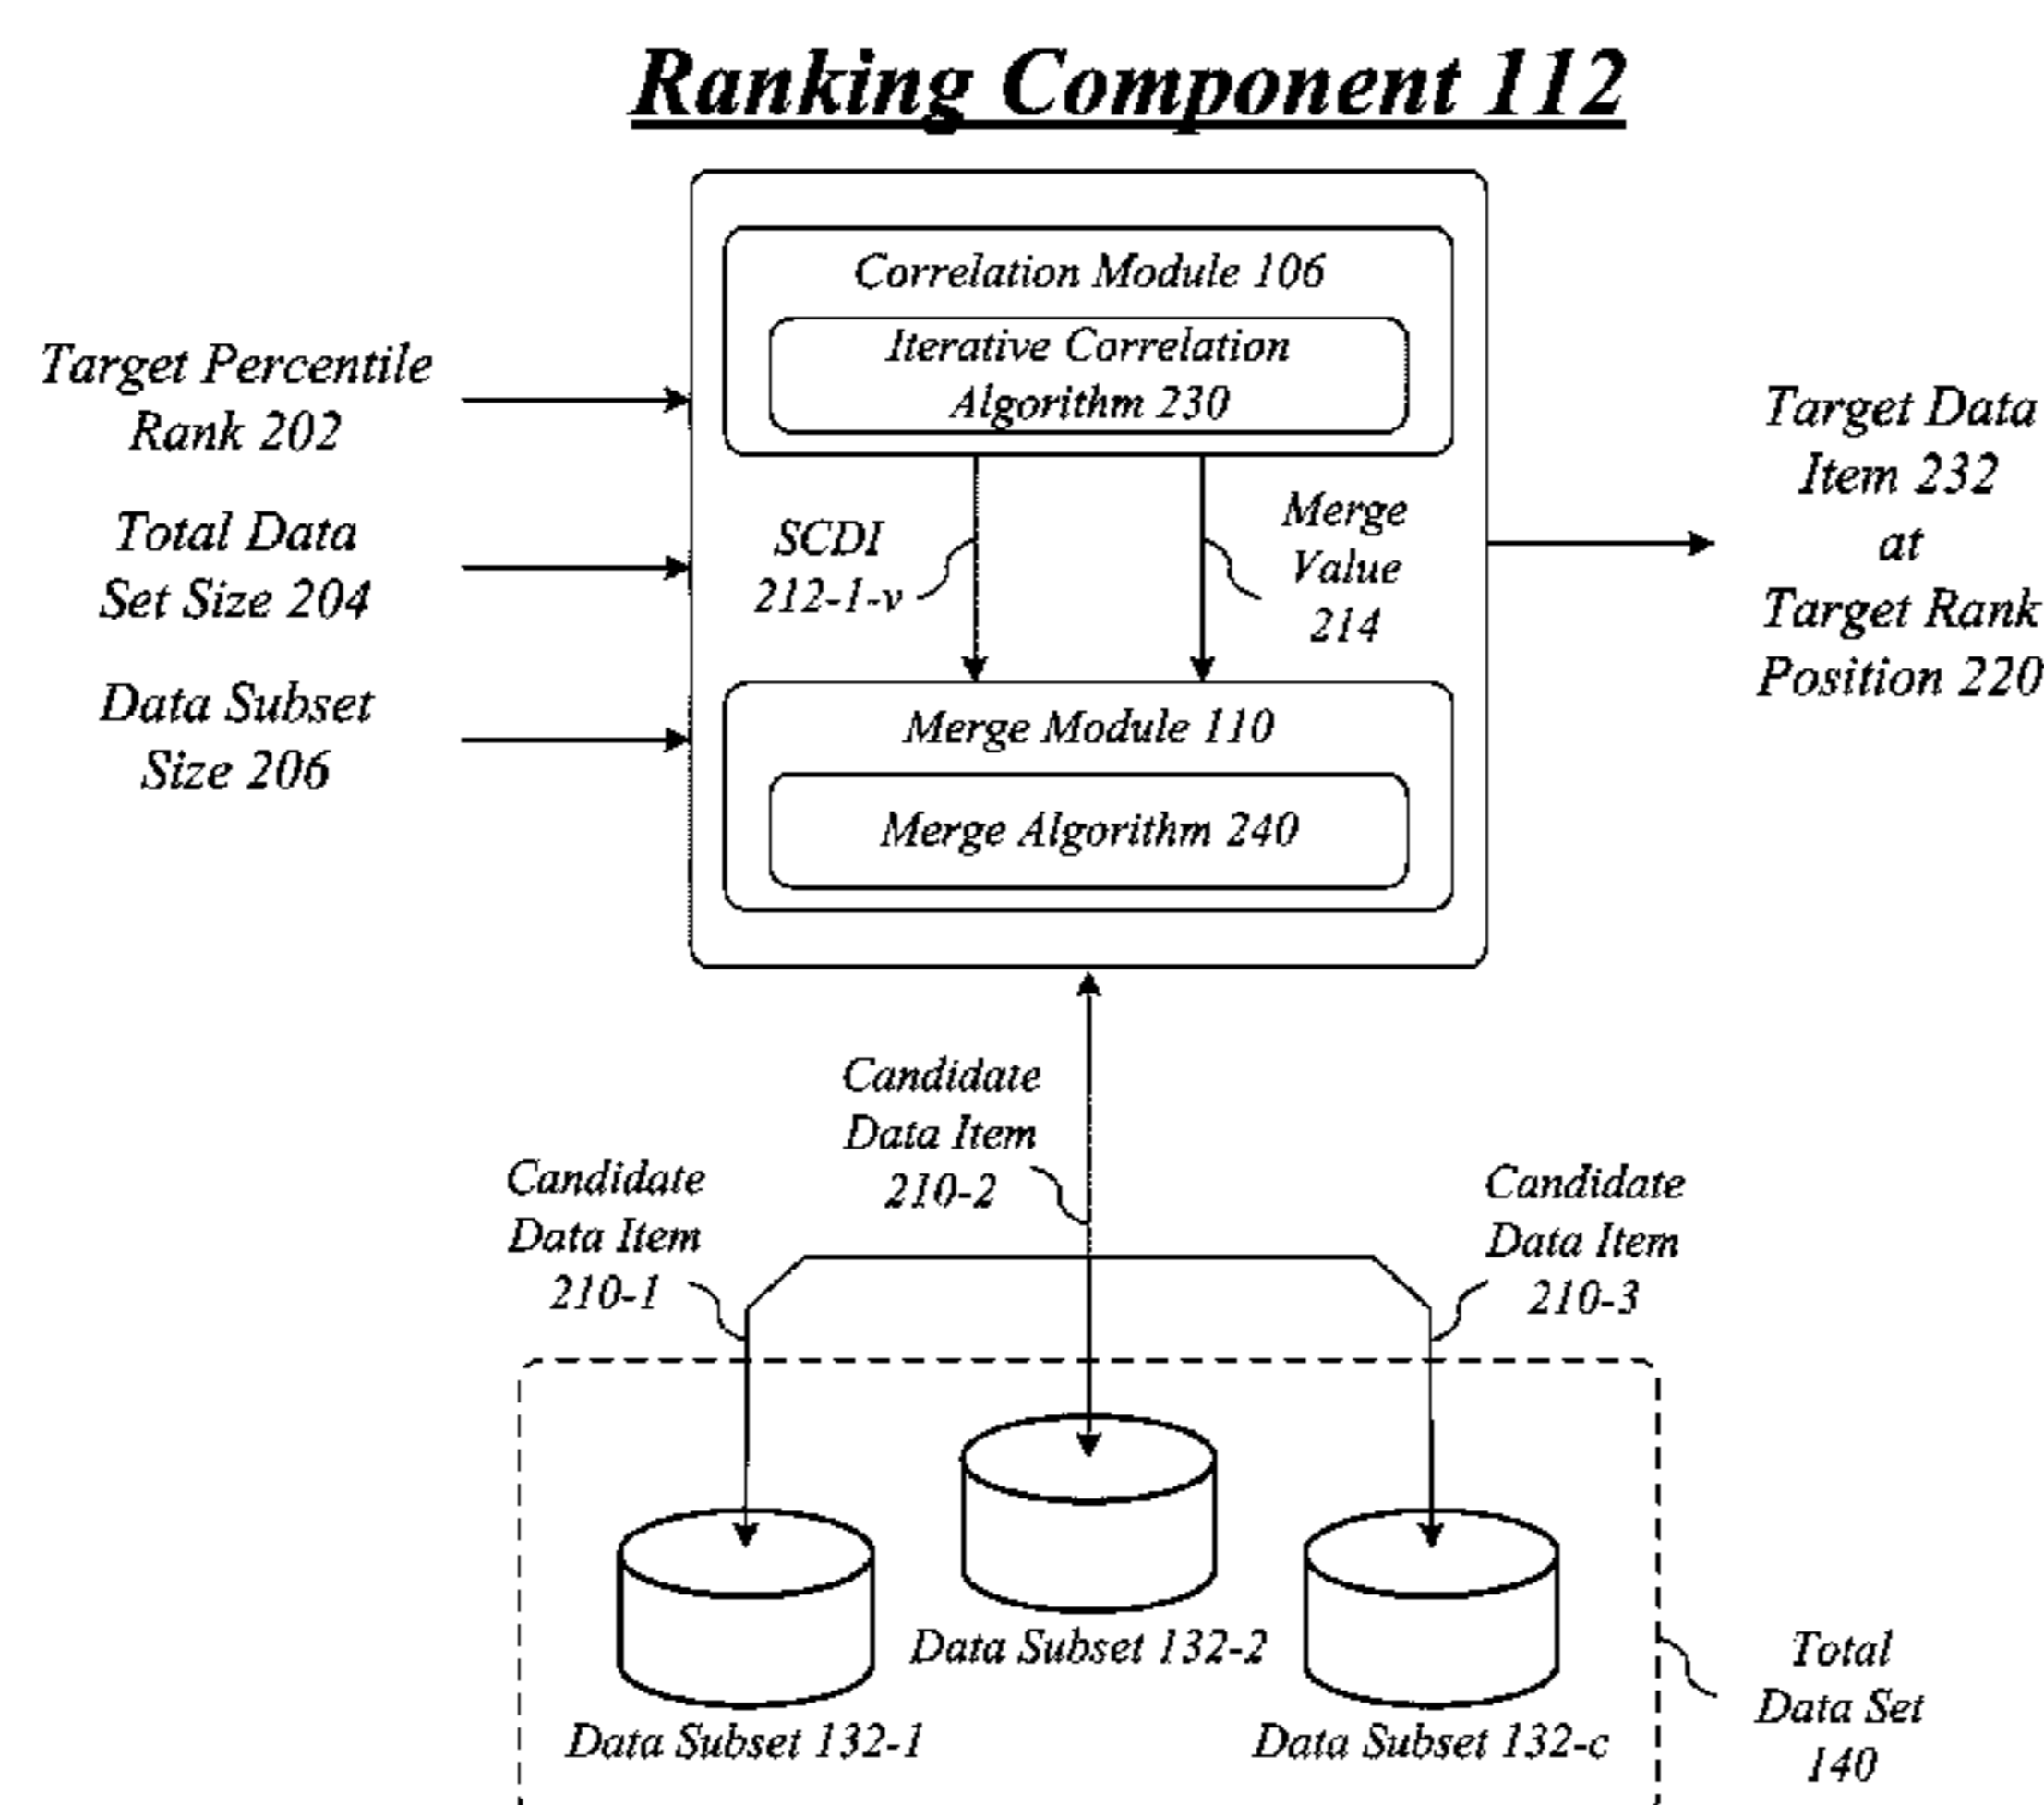 Ranking Component 112
Correlation Module 106
Iterative Correlation
Algorithm 230
Target Percentile
Rank 202
Total Data
Set Size 204
Data Subset
Size 206
SCDI
212-1-v
Merge
Value
214
Merge Module 110
Merge Algorithm 240
Target Data
Item 232
at
Target Rank
Position 220
Candidate
Data Item
210-1
Candidate
Data Item
210-2
Candidate
Data Item
210-3
Data Subset 132-1
Data Subset 132-2
Data Subset 132-c
Total
Data Set
140